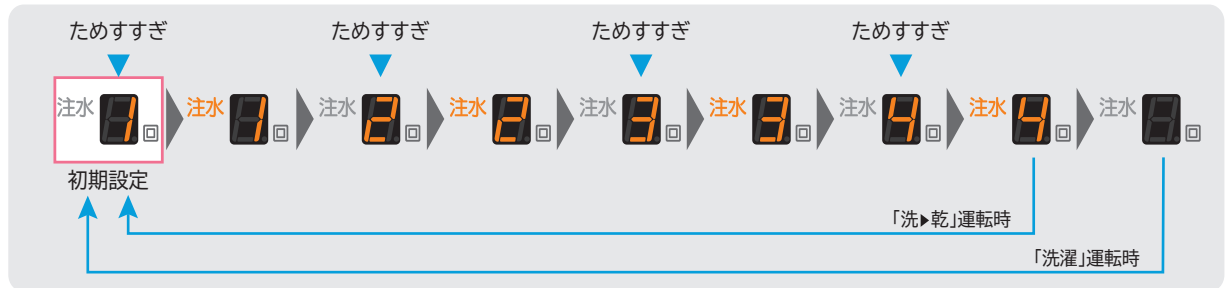 ためすすぎ ためすすぎ ためすすぎ ためすすぎ
注水 1回 注水 1回 注水 2回 注水 2回 注水 3回 注水 3回 注水 4回 注水 4回 注水 回
初期設定
「洗▶乾」運転時
「洗濯」運転時